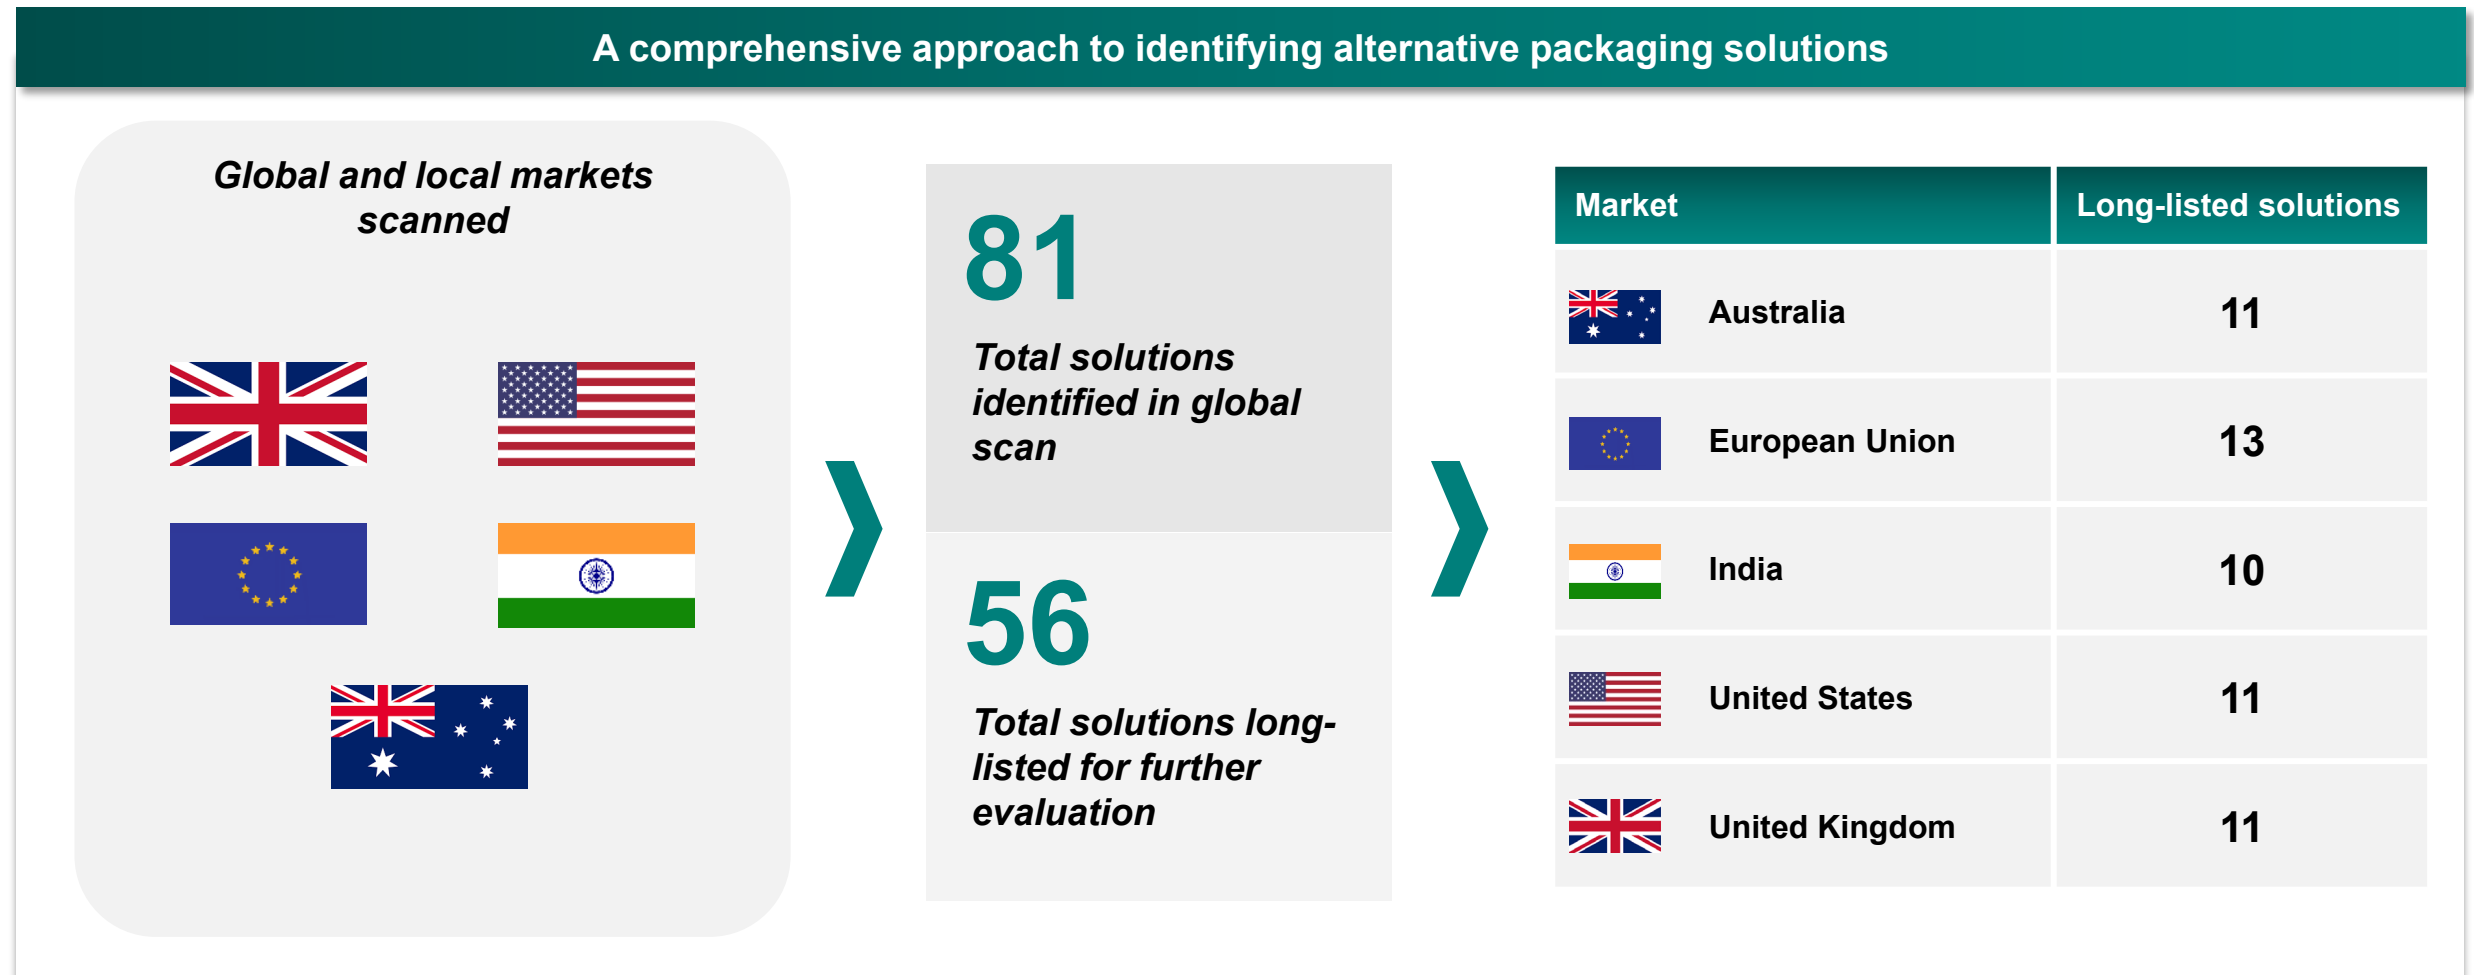 A comprehensive approach to identifying alternative packaging solutions
Global and local markets
scanned
81
Total solutions
identified in global
scan
56
Total solutions long-
listed for further
evaluation
Market Long-listed solutions
Australia 11
European Union 13
India 10
United States 11
United Kingdom 11